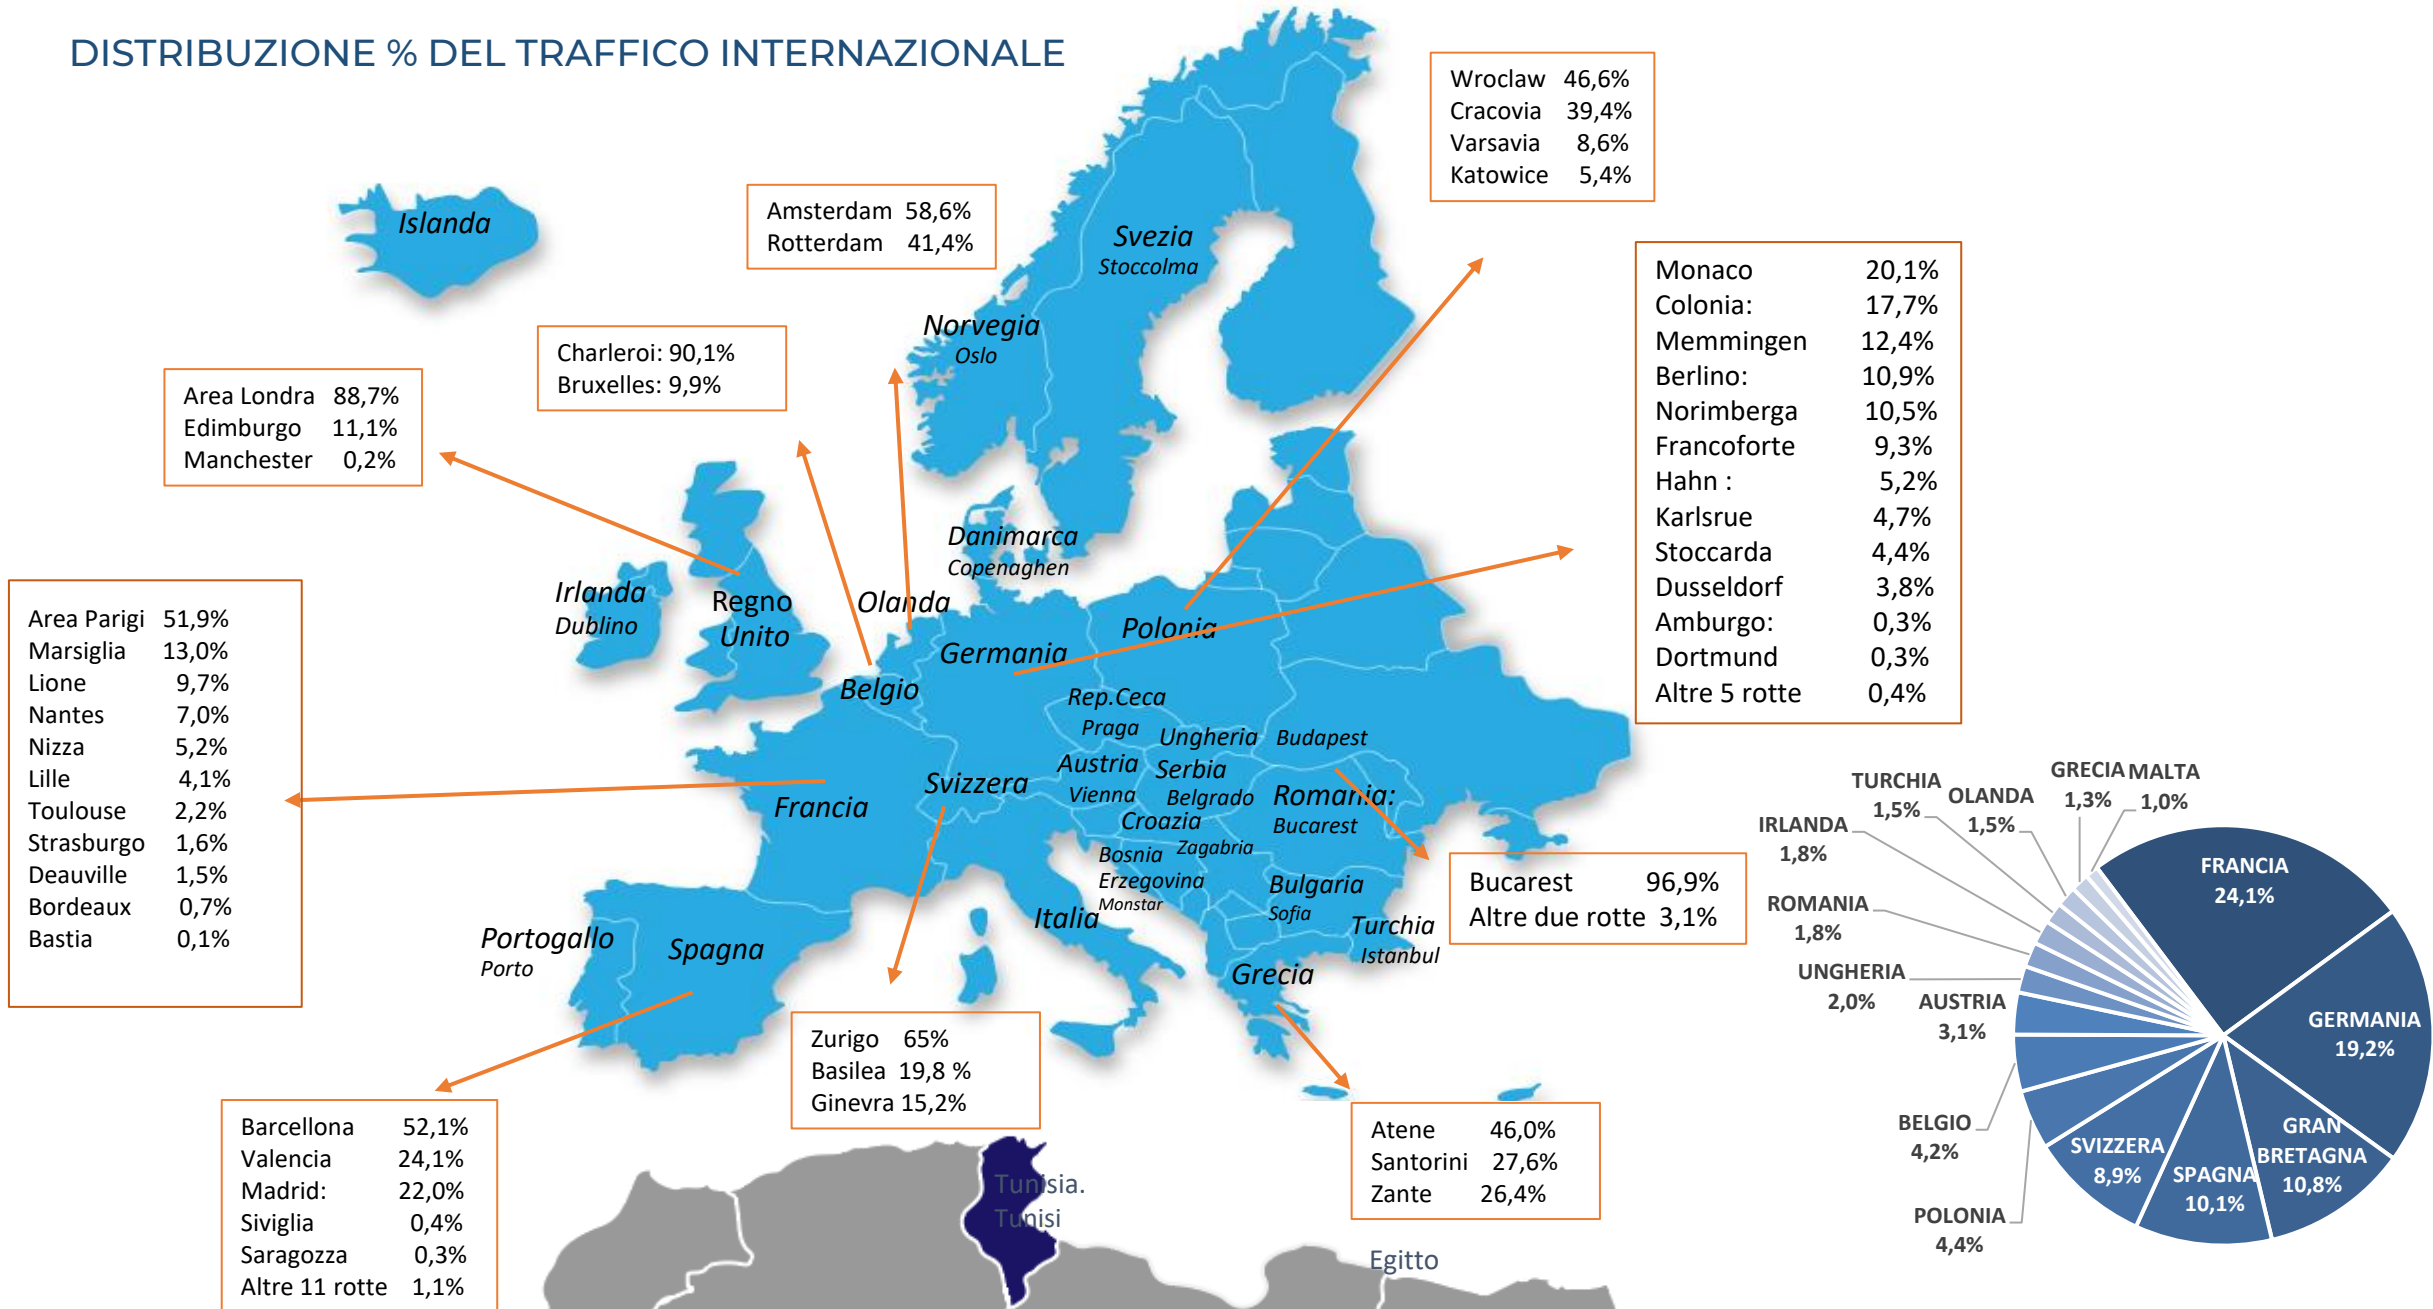 DISTRIBUZIONE % DEL TRAFFICO INTERNAZIONALE
Wroclaw 46,6%
Cracovia 39,4%
Varsavia 8,6%
Katowice 5,4%
Amsterdam 58,6%
Rotterdam 41,4%
Charleroi: 90,1%
Bruxelles: 9,9%
Area Londra 88,7%
Edimburgo 11,1%
Manchester 0,2%
Monaco 20,1%
Colonia: 17,7%
Memmingen 12,4%
Berlino: 10,9%
Norimberga 10,5%
Francoforte 9,3%
Hahn : 5,2%
Karlsrue 4,7%
Stoccarda 4,4%
Dusseldorf 3,8%
Amburgo: 0,3%
Dortmund 0,3%
Altre 5 rotte 0,4%
Area Parigi 51,9%
Marsiglia 13,0%
Lione 9,7%
Nantes 7,0%
Nizza 5,2%
Lille 4,1%
Toulouse 2,2%
Strasburgo 1,6%
Deauville 1,5%
Bordeaux 0,7%
Bastia 0,1%
Islanda
Svezia
Stoccolma
Norvegia
Oslo
Danimarca
Copenaghen
Irlanda
Dublino
Regno
Unito
Olanda
Belgio
Germania
Polonia
Rep.Ceca
Praga
Ungheria Budapest
Austria
Vienna
Serbia
Belgrado
Romania:
Bucarest
Croazia
Zagabria
Bosnia
Erzegovina
Monstar
Bulgaria
Sofia
Turchia
Istanbul
Grecia
Italia
Svizzera
Francia
Spagna
Portogallo
Porto
Bucarest 96,9%
Altre due rotte 3,1%
Zurigo 65%
Basilea 19,8 %
Ginevra 15,2%
Atene 46,0%
Santorini 27,6%
Zante 26,4%
Barcellona 52,1%
Valencia 24,1%
Madrid: 22,0%
Siviglia 0,4%
Saragozza 0,3%
Altre 11 rotte 1,1%
Tunisia.
Tunisi
Egitto
FRANCIA
24,1%
GERMANIA
19,2%
GRAN
BRETAGNA
10,8%
SPAGNA
10,1%
SVIZZERA
8,9%
POLONIA
4,4%
BELGIO
4,2%
AUSTRIA
3,1%
UNGHERIA
2,0%
ROMANIA
1,8%
IRLANDA
1,8%
TURCHIA
1,5%
OLANDA
1,5%
GRECIA
1,3%
MALTA
1,0%